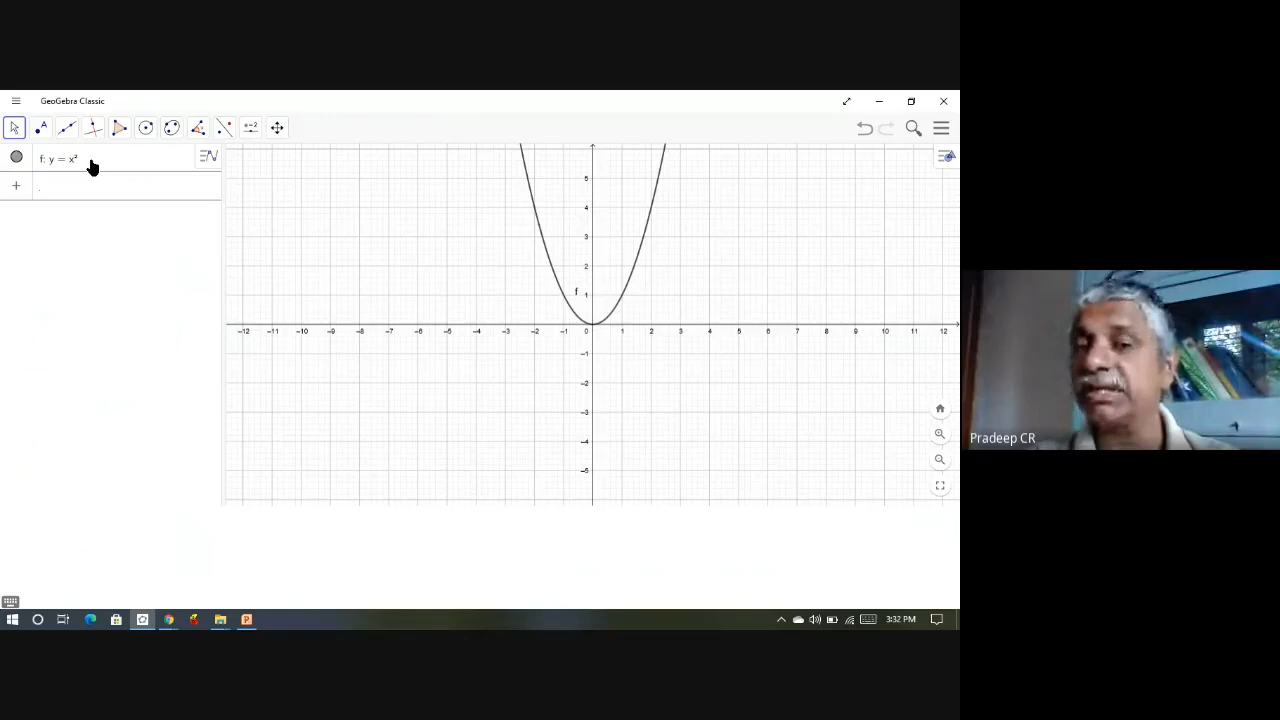 GeoGebra Classic
f: y = x²
f
5
4
3
2
1
−12 −11 −10 −9 −8 −7 −6 −5 −4 −3 −2 −1 0 1 2 3 4 5 6 7 8 9 10 11 12
−1
−2
−3
−4
−5
Pradeep CR
3:32 PM